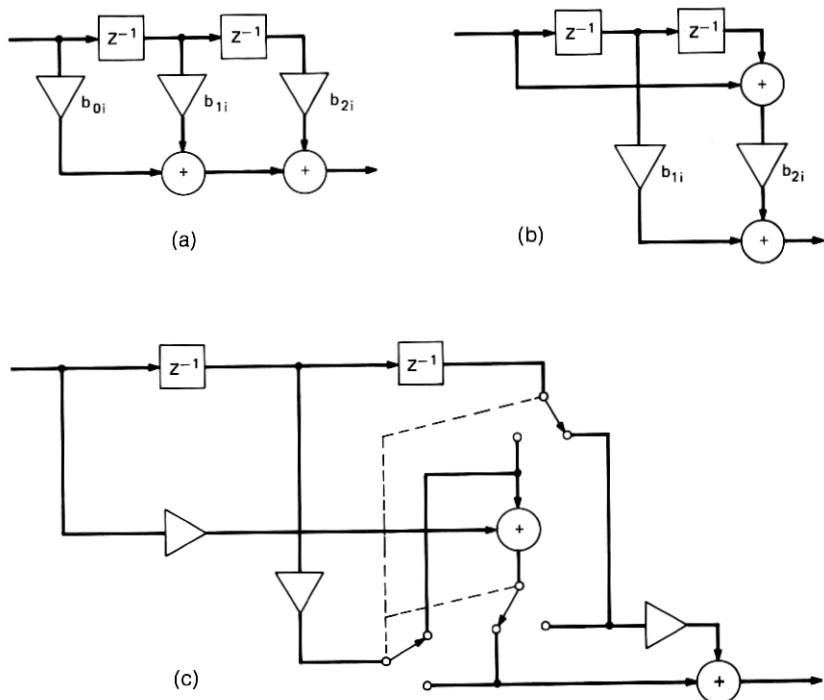 z⁻¹ z⁻¹
b₀ᵢ b₁ᵢ b₂ᵢ
+ +
(a)
z⁻¹ z⁻¹
+
b₁ᵢ b₂ᵢ
+
(b)
z⁻¹ z⁻¹
+
+
(c)